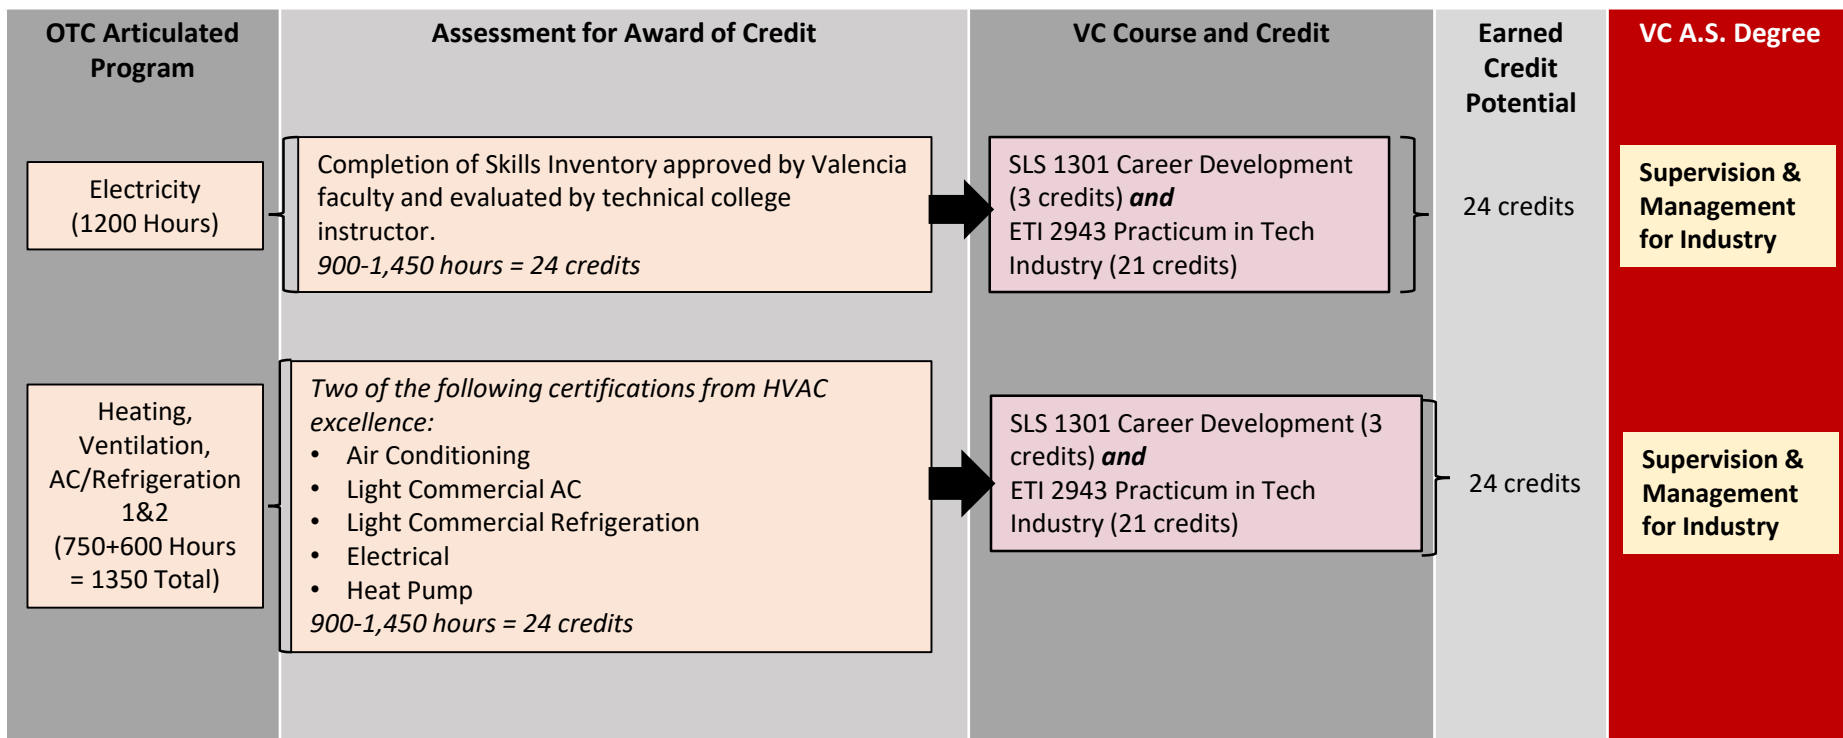 OTC Articulated
Program
Assessment for Award of Credit
VC Course and Credit
Earned
Credit
Potential
VC A.S. Degree
Electricity
(1200 Hours)
Completion of Skills Inventory approved by Valencia
faculty and evaluated by technical college
instructor.
900-1,450 hours = 24 credits
SLS 1301 Career Development
(3 credits) and
ETI 2943 Practicum in Tech
Industry (21 credits)
24 credits
Supervision &
Management
for Industry
Heating,
Ventilation,
AC/Refrigeration
1&2
(750+600 Hours
= 1350 Total)
Two of the following certifications from HVAC
excellence:
• Air Conditioning
• Light Commercial AC
• Light Commercial Refrigeration
• Electrical
• Heat Pump
900-1,450 hours = 24 credits
SLS 1301 Career Development (3
credits) and
ETI 2943 Practicum in Tech
Industry (21 credits)
24 credits
Supervision &
Management
for Industry